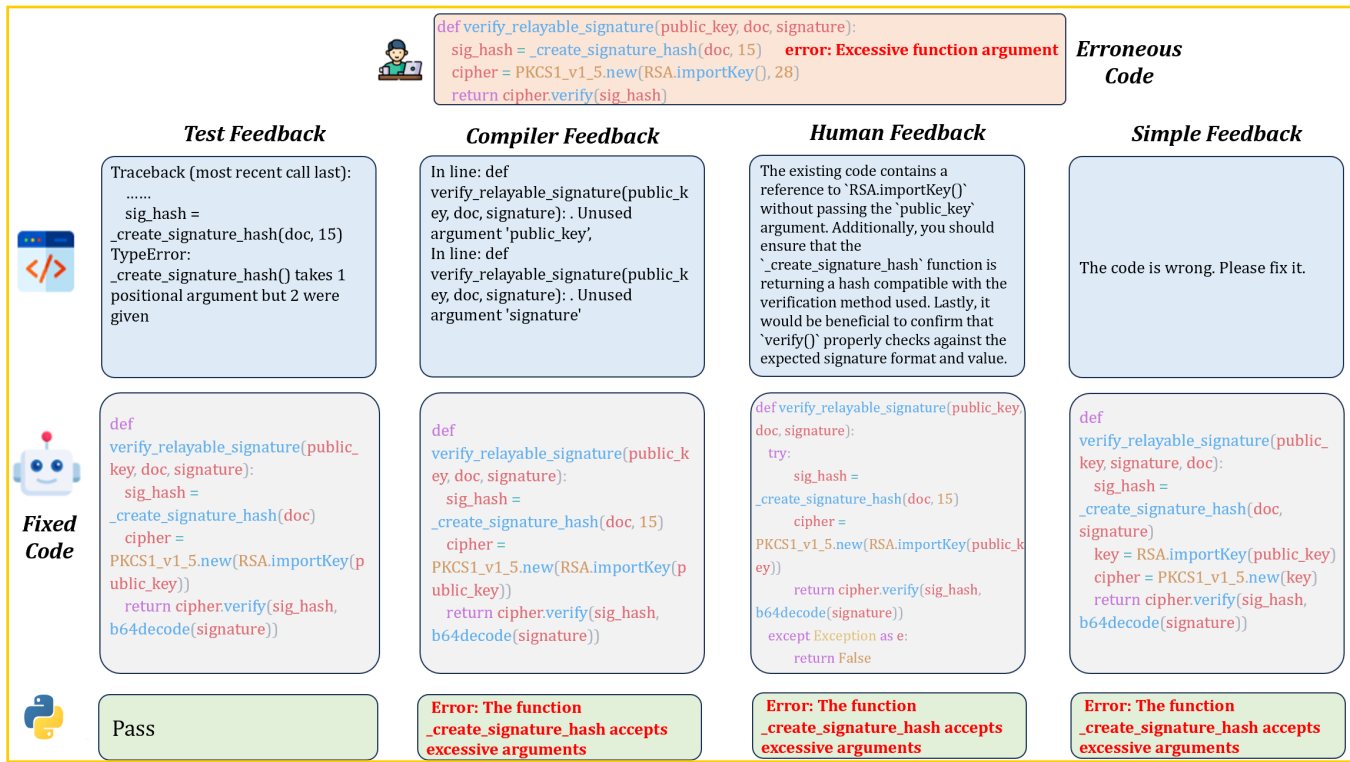 def verify_relayable_signature(public_key, doc, signature):
sig_hash = _create_signature_hash(doc, 15) error: Excessive function argument
cipher = PKCS1_v1_5.new(RSA.importKey(), 28)
return cipher.verify(sig_hash)
Erroneous
Code
Test Feedback
Compiler Feedback
Human Feedback
Simple Feedback
Traceback (most recent call last):
......
sig_hash =
_create_signature_hash(doc, 15)
TypeError:
_create_signature_hash() takes 1
positional argument but 2 were
given
In line: def
verify_relayable_signature(public_k
ey, doc, signature): . Unused
argument 'public_key',
In line: def
verify_relayable_signature(public_k
ey, doc, signature): . Unused
argument 'signature'
The existing code contains a
reference to `RSA.importKey()`
without passing the `public_key`
argument. Additionally, you should
ensure that the
`_create_signature_hash` function is
returning a hash compatible with the
verification method used. Lastly, it
would be beneficial to confirm that
`verify()` properly checks against the
expected signature format and value.
The code is wrong. Please fix it.
Fixed
Code
def
verify_relayable_signature(public_
key, doc, signature):
sig_hash =
_create_signature_hash(doc)
cipher =
PKCS1_v1_5.new(RSA.importKey(p
ublic_key))
return cipher.verify(sig_hash,
b64decode(signature))
def
verify_relayable_signature(public_k
ey, doc, signature):
sig_hash =
_create_signature_hash(doc, 15)
cipher =
PKCS1_v1_5.new(RSA.importKey(p
ublic_key))
return cipher.verify(sig_hash,
b64decode(signature))
def verify_relayable_signature(public_key,
doc, signature):
try:
sig_hash =
_create_signature_hash(doc, 15)
cipher =
PKCS1_v1_5.new(RSA.importKey(public_k
ey))
return cipher.verify(sig_hash,
b64decode(signature))
except Exception as e:
return False
def
verify_relayable_signature(public_
key, signature, doc):
sig_hash =
_create_signature_hash(doc,
signature)
key = RSA.importKey(public_key)
cipher = PKCS1_v1_5.new(key)
return cipher.verify(sig_hash,
b64decode(signature))
Pass
Error: The function
_create_signature_hash accepts
excessive arguments
Error: The function
_create_signature_hash accepts
excessive arguments
Error: The function
_create_signature_hash accepts
excessive arguments